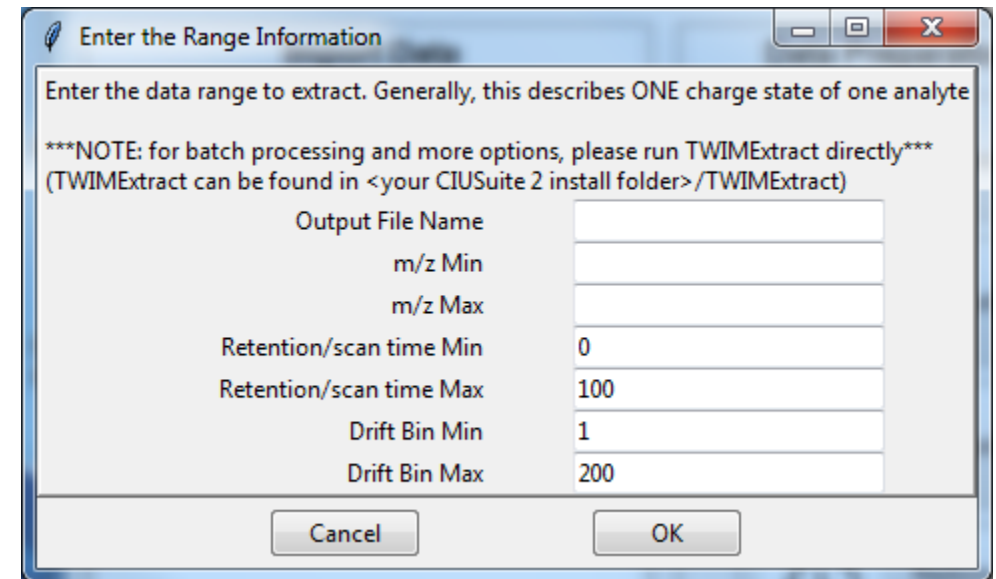 Enter the Range Information
Enter the data range to extract. Generally, this describes ONE charge state of one analyte
***NOTE: for batch processing and more options, please run TWIMExtract directly***
(TWIMExtract can be found in <your CIUSuite 2 install folder>/TWIMExtract)
Output File Name
m/z Min
m/z Max
Retention/scan time Min 0
Retention/scan time Max 100
Drift Bin Min 1
Drift Bin Max 200
Cancel OK